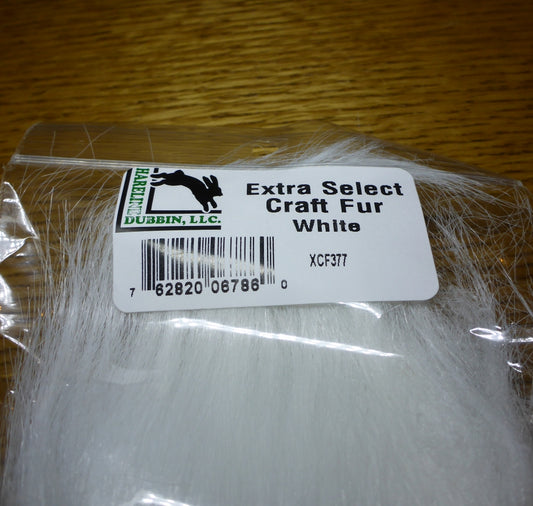 HARELINE
DUBBIN, LLC.
Extra Select
Craft Fur
White
XCF377
7 62820 06786 0